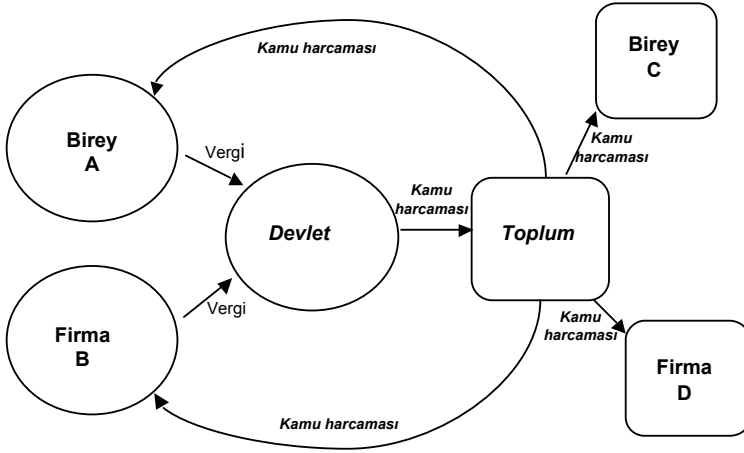 Kamu harcaması
Birey
C
Birey
A
Vergi
Kamu
harcaması
Kamu
harcaması
Devlet
Toplum
Vergi
Kamu
harcaması
Firma
B
Firma
D
Kamu harcaması